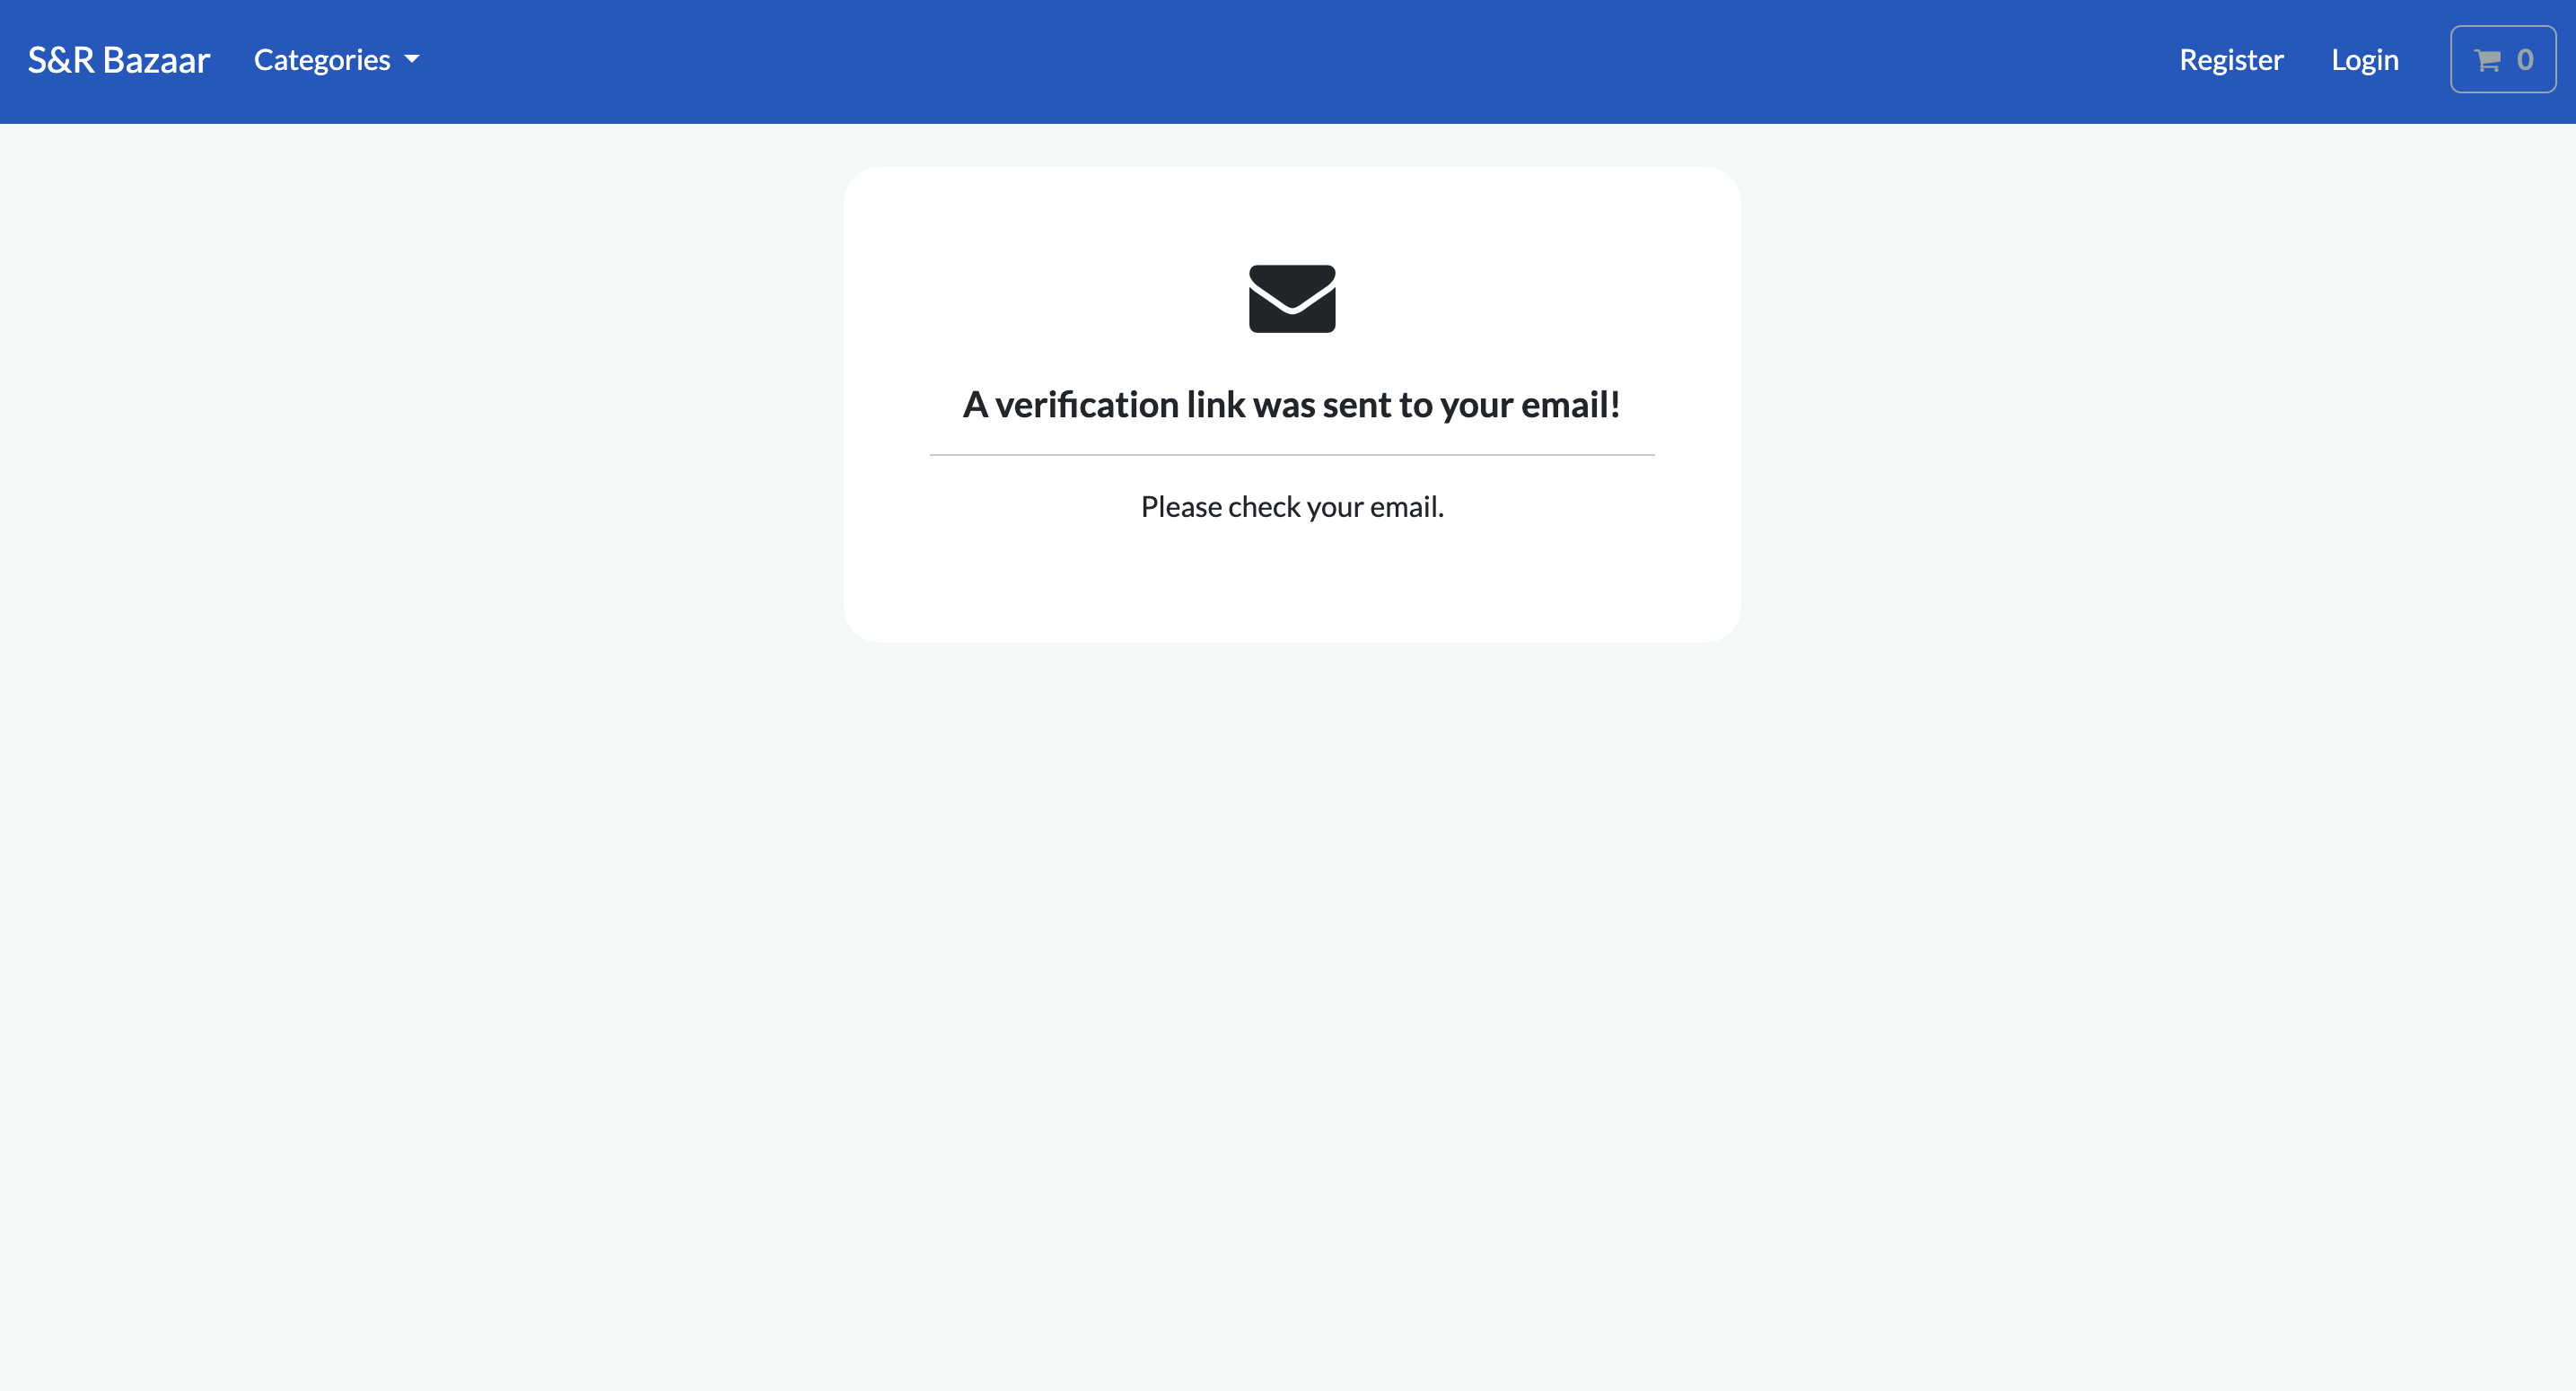 S&R Bazaar Categories Register Login 0
A verification link was sent to your email!
Please check your email.